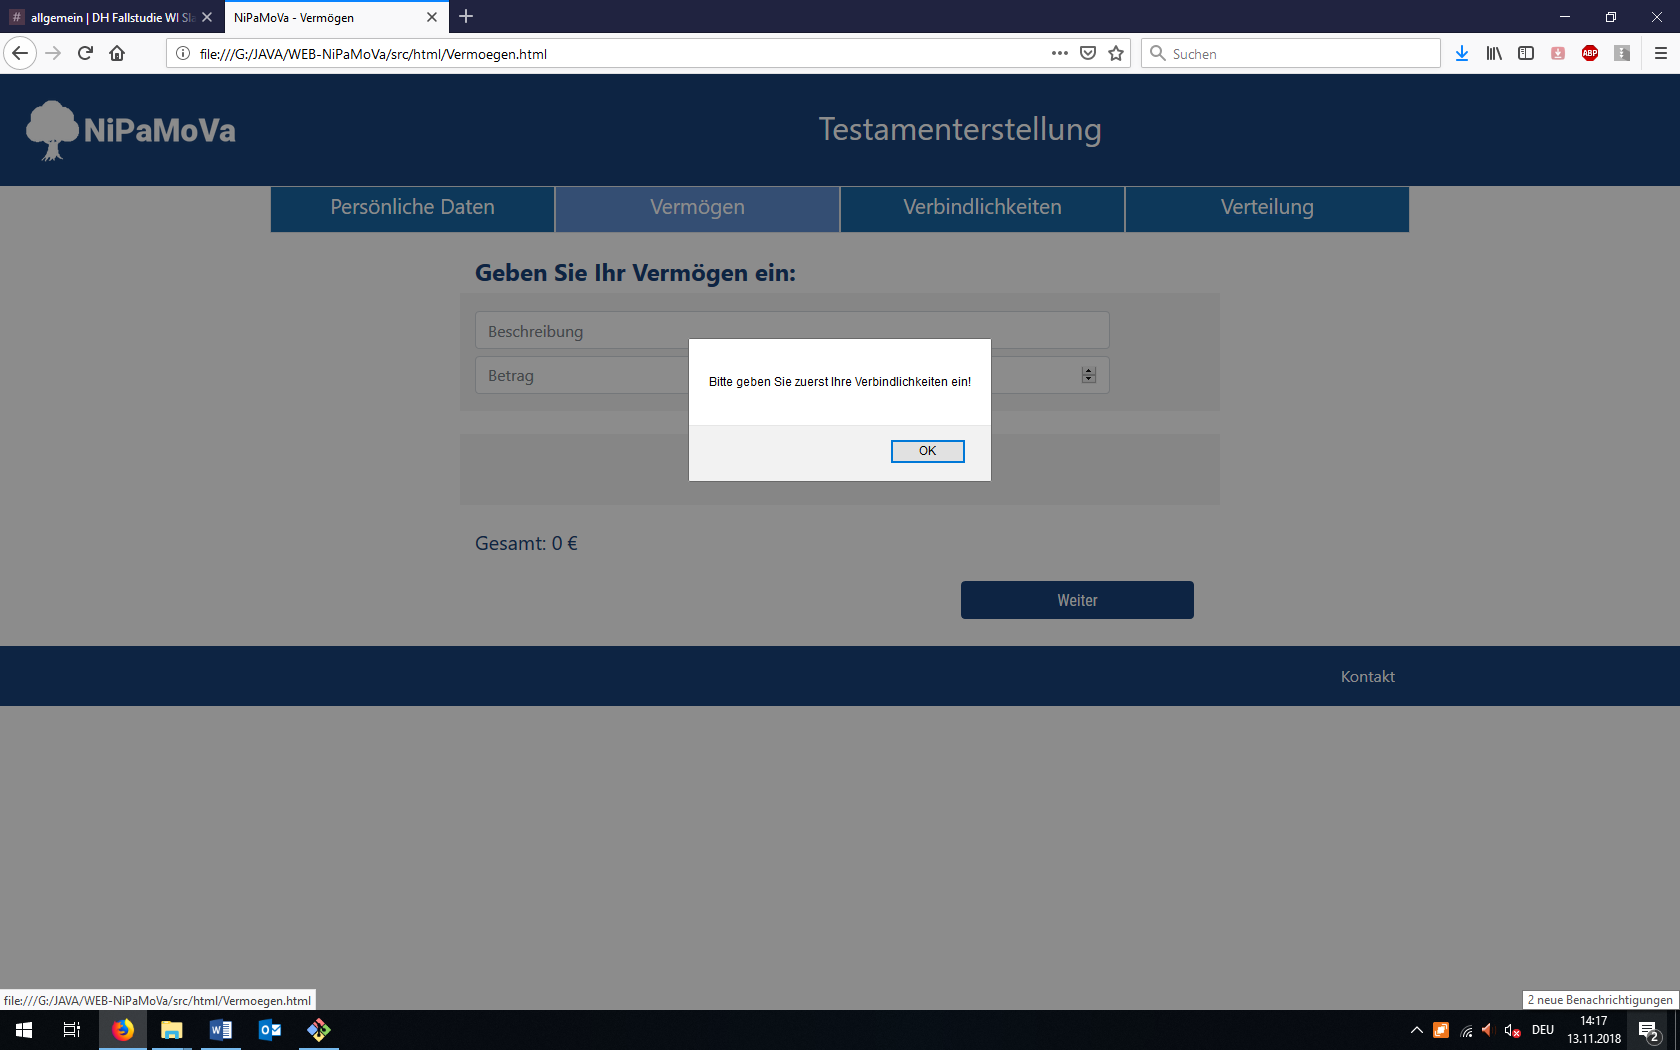 allgemein | DH Fallstudie WI Sla
NiPaMoVa - Vermögen
file:///G:/JAVA/WEB-NiPaMoVa/src/html/Vermoegen.html
Suchen
ABP
NiPaMoVa
Testamenterstellung
Persönliche Daten
Vermögen
Verbindlichkeiten
Verteilung
Geben Sie Ihr Vermögen ein:
Beschreibung
Betrag
Bitte geben Sie zuerst Ihre Verbindlichkeiten ein!
OK
Gesamt: 0 €
Weiter
Kontakt
file:///G:/JAVA/WEB-NiPaMoVa/src/html/Vermoegen.html
2 neue Benachrichtigungen
DEU
14:17
13.11.2018
2